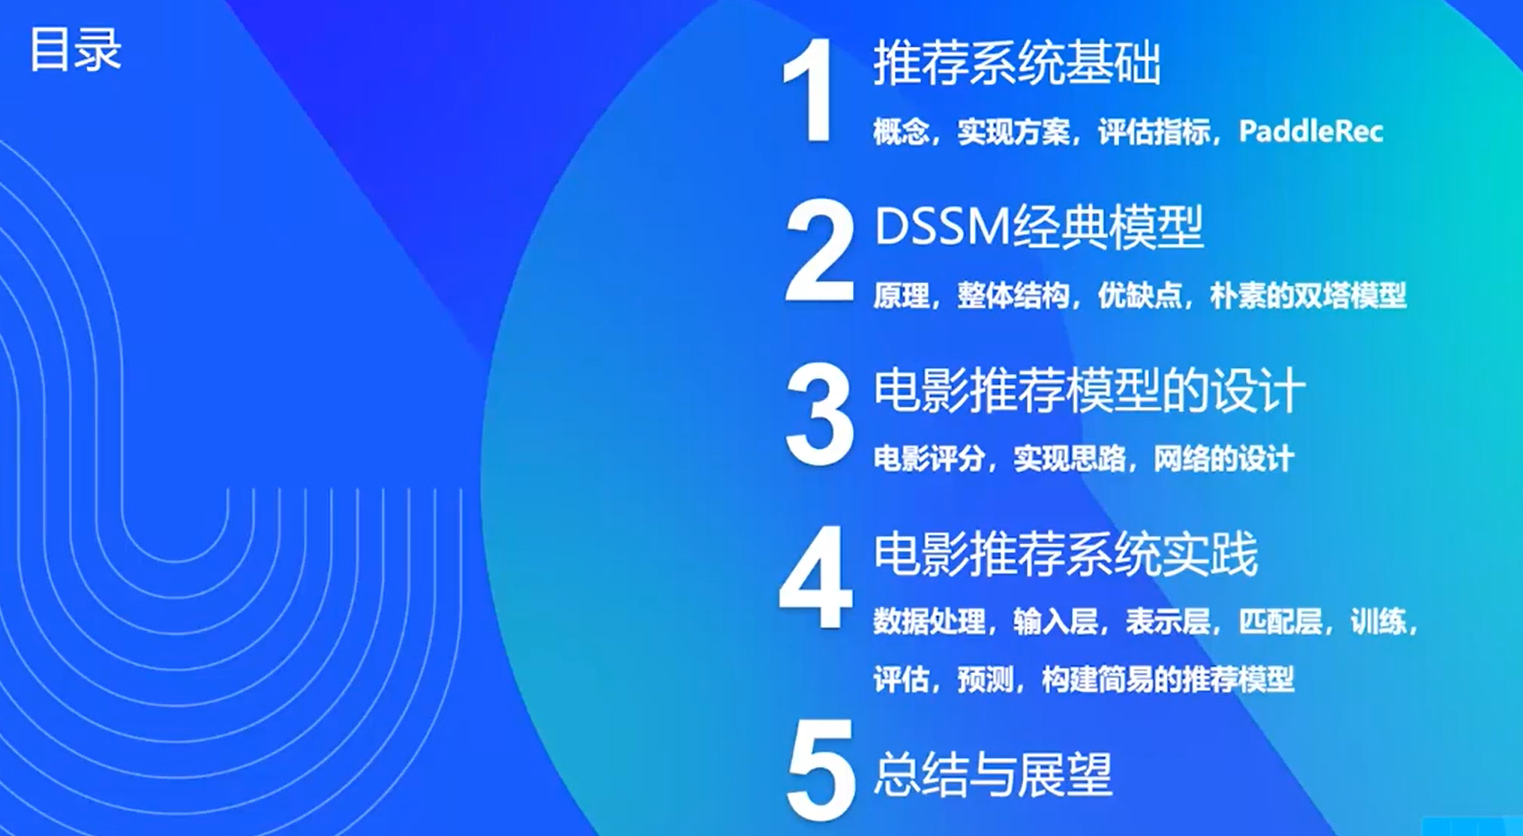 目录
1 推荐系统基础
概念，实现方案，评估指标，PaddleRec
2 DSSM经典模型
原理，整体结构，优缺点，朴素的双塔模型
3 电影推荐模型的设计
电影评分，实现思路，网络的设计
4 电影推荐系统实践
数据处理，输入层，表示层，匹配层，训练，
评估，预测，构建简易的推荐模型
5 总结与展望